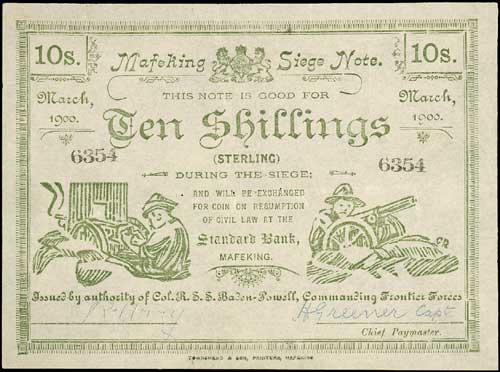 10s. Mafeking Siege Note. 10s.
March, 1900. THIS NOTE IS GOOD FOR March, 1900.
Ten Shillings
6354 (STERLING) 6354
DURING THE SIEGE;
AND WILL BE EXCHANGED
FOR COIN ON RESUMPTION
OF CIVIL LAW AT THE
Standard Bank,
MAFEKING.
Issued by authority of Col. R. S. S. Baden-Powell, Commanding Frontier Forces
H Greener Capt
Chief Paymaster.
TOWNSHEND & SON, PRINTERS, MAFEKING